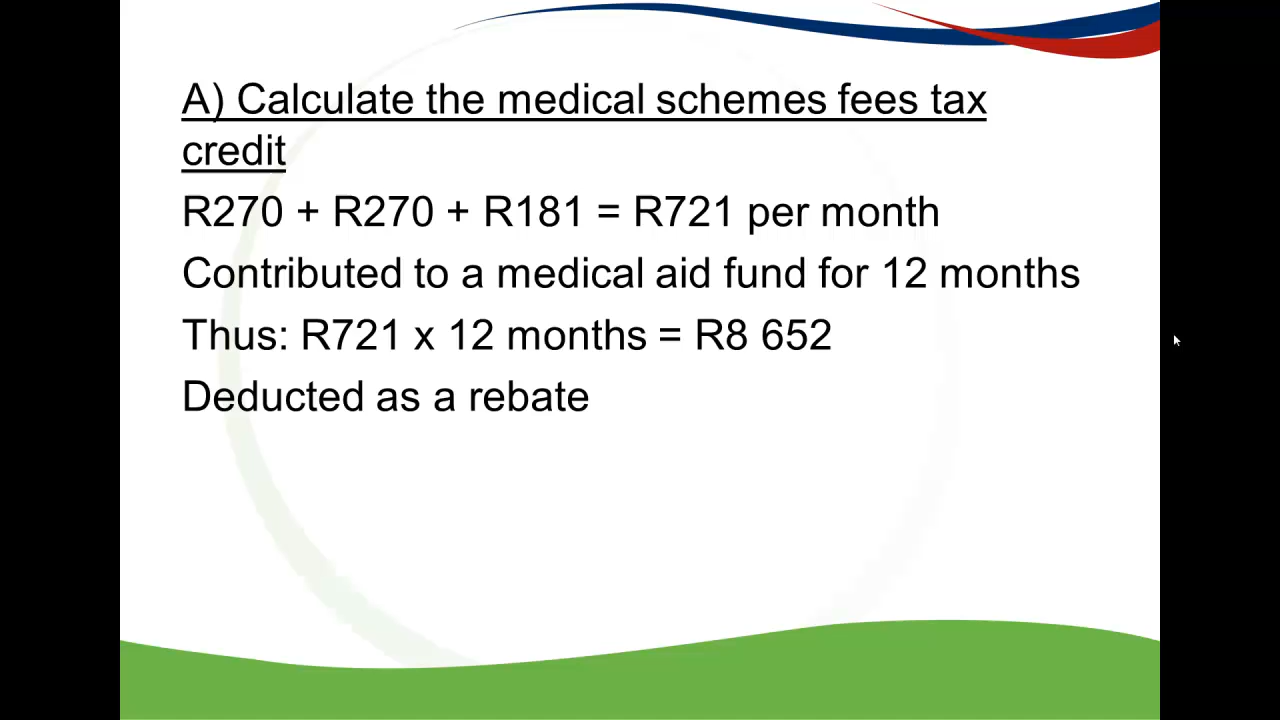 A) Calculate the medical schemes fees tax
credit
R270 + R270 + R181 = R721 per month
Contributed to a medical aid fund for 12 months
Thus: R721 x 12 months = R8 652
Deducted as a rebate